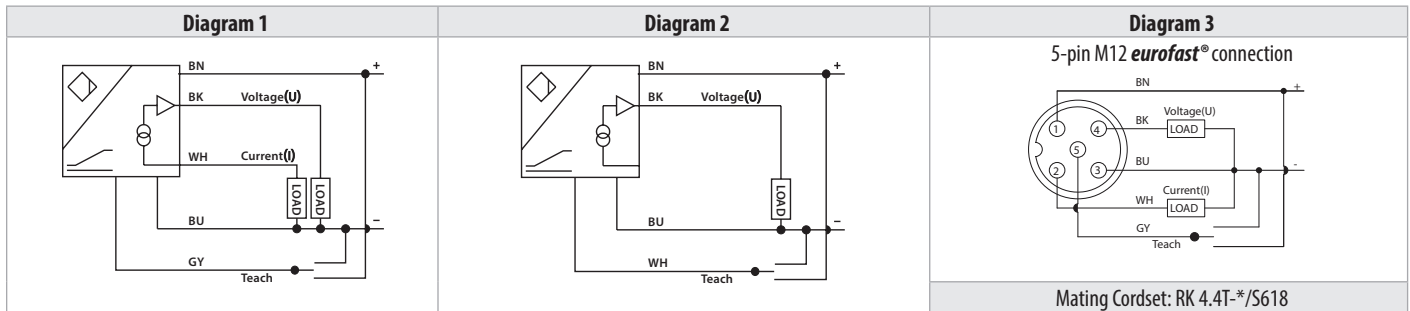 Diagram 1
BN
+
BK
Voltage(U)
WH
Current(I)
LOAD
LOAD
BU
–
GY
Teach
Diagram 2
BN
+
BK
Voltage(U)
LOAD
BU
–
WH
Teach
Diagram 3
5-pin M12 eurofast® connection
BN
+
Voltage(U)
BK
LOAD
1
4
5
BU
-
2
3
Current(I)
WH
LOAD
GY
Teach
Mating Cordset: RK 4.4T-*/S618